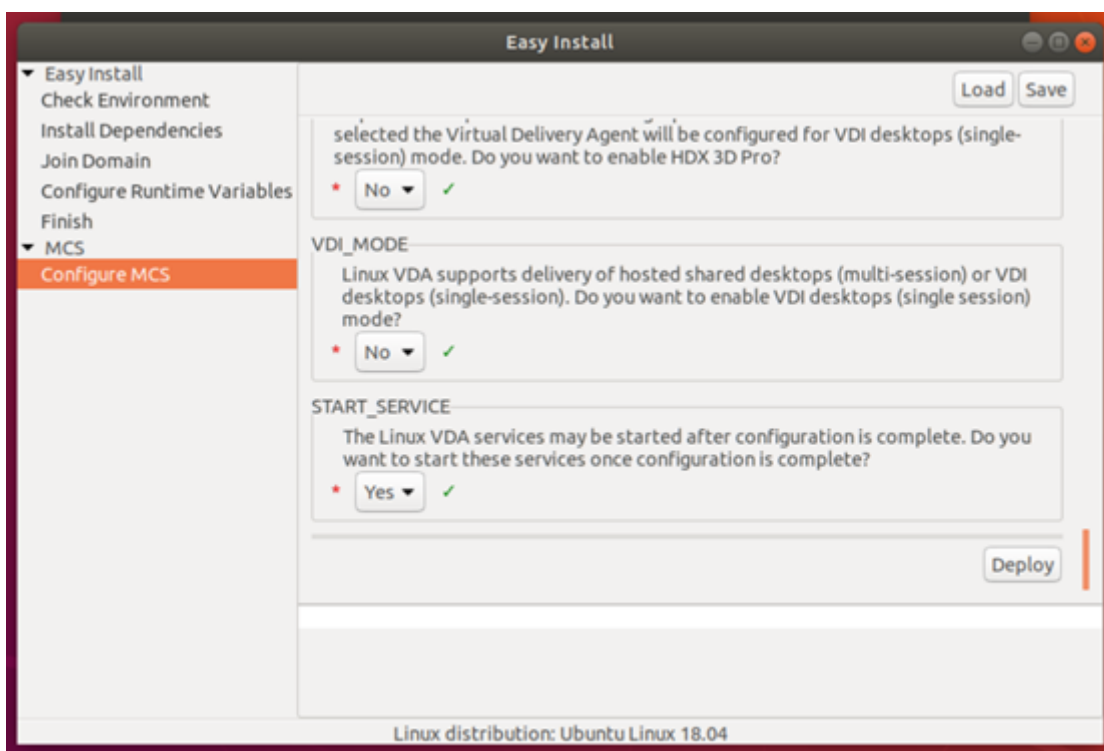 Easy Install
Easy Install
Check Environment
Install Dependencies
Join Domain
Configure Runtime Variables
Finish
MCS
Configure MCS
Load Save
selected the Virtual Delivery Agent will be configured for VDI desktops (single-
session) mode. Do you want to enable HDX 3D Pro?
* No ✓
VDI_MODE
Linux VDA supports delivery of hosted shared desktops (multi-session) or VDI
desktops (single-session). Do you want to enable VDI desktops (single session)
mode?
* No ✓
START_SERVICE
The Linux VDA services may be started after configuration is complete. Do you
want to start these services once configuration is complete?
* Yes ✓
Deploy
Linux distribution: Ubuntu Linux 18.04